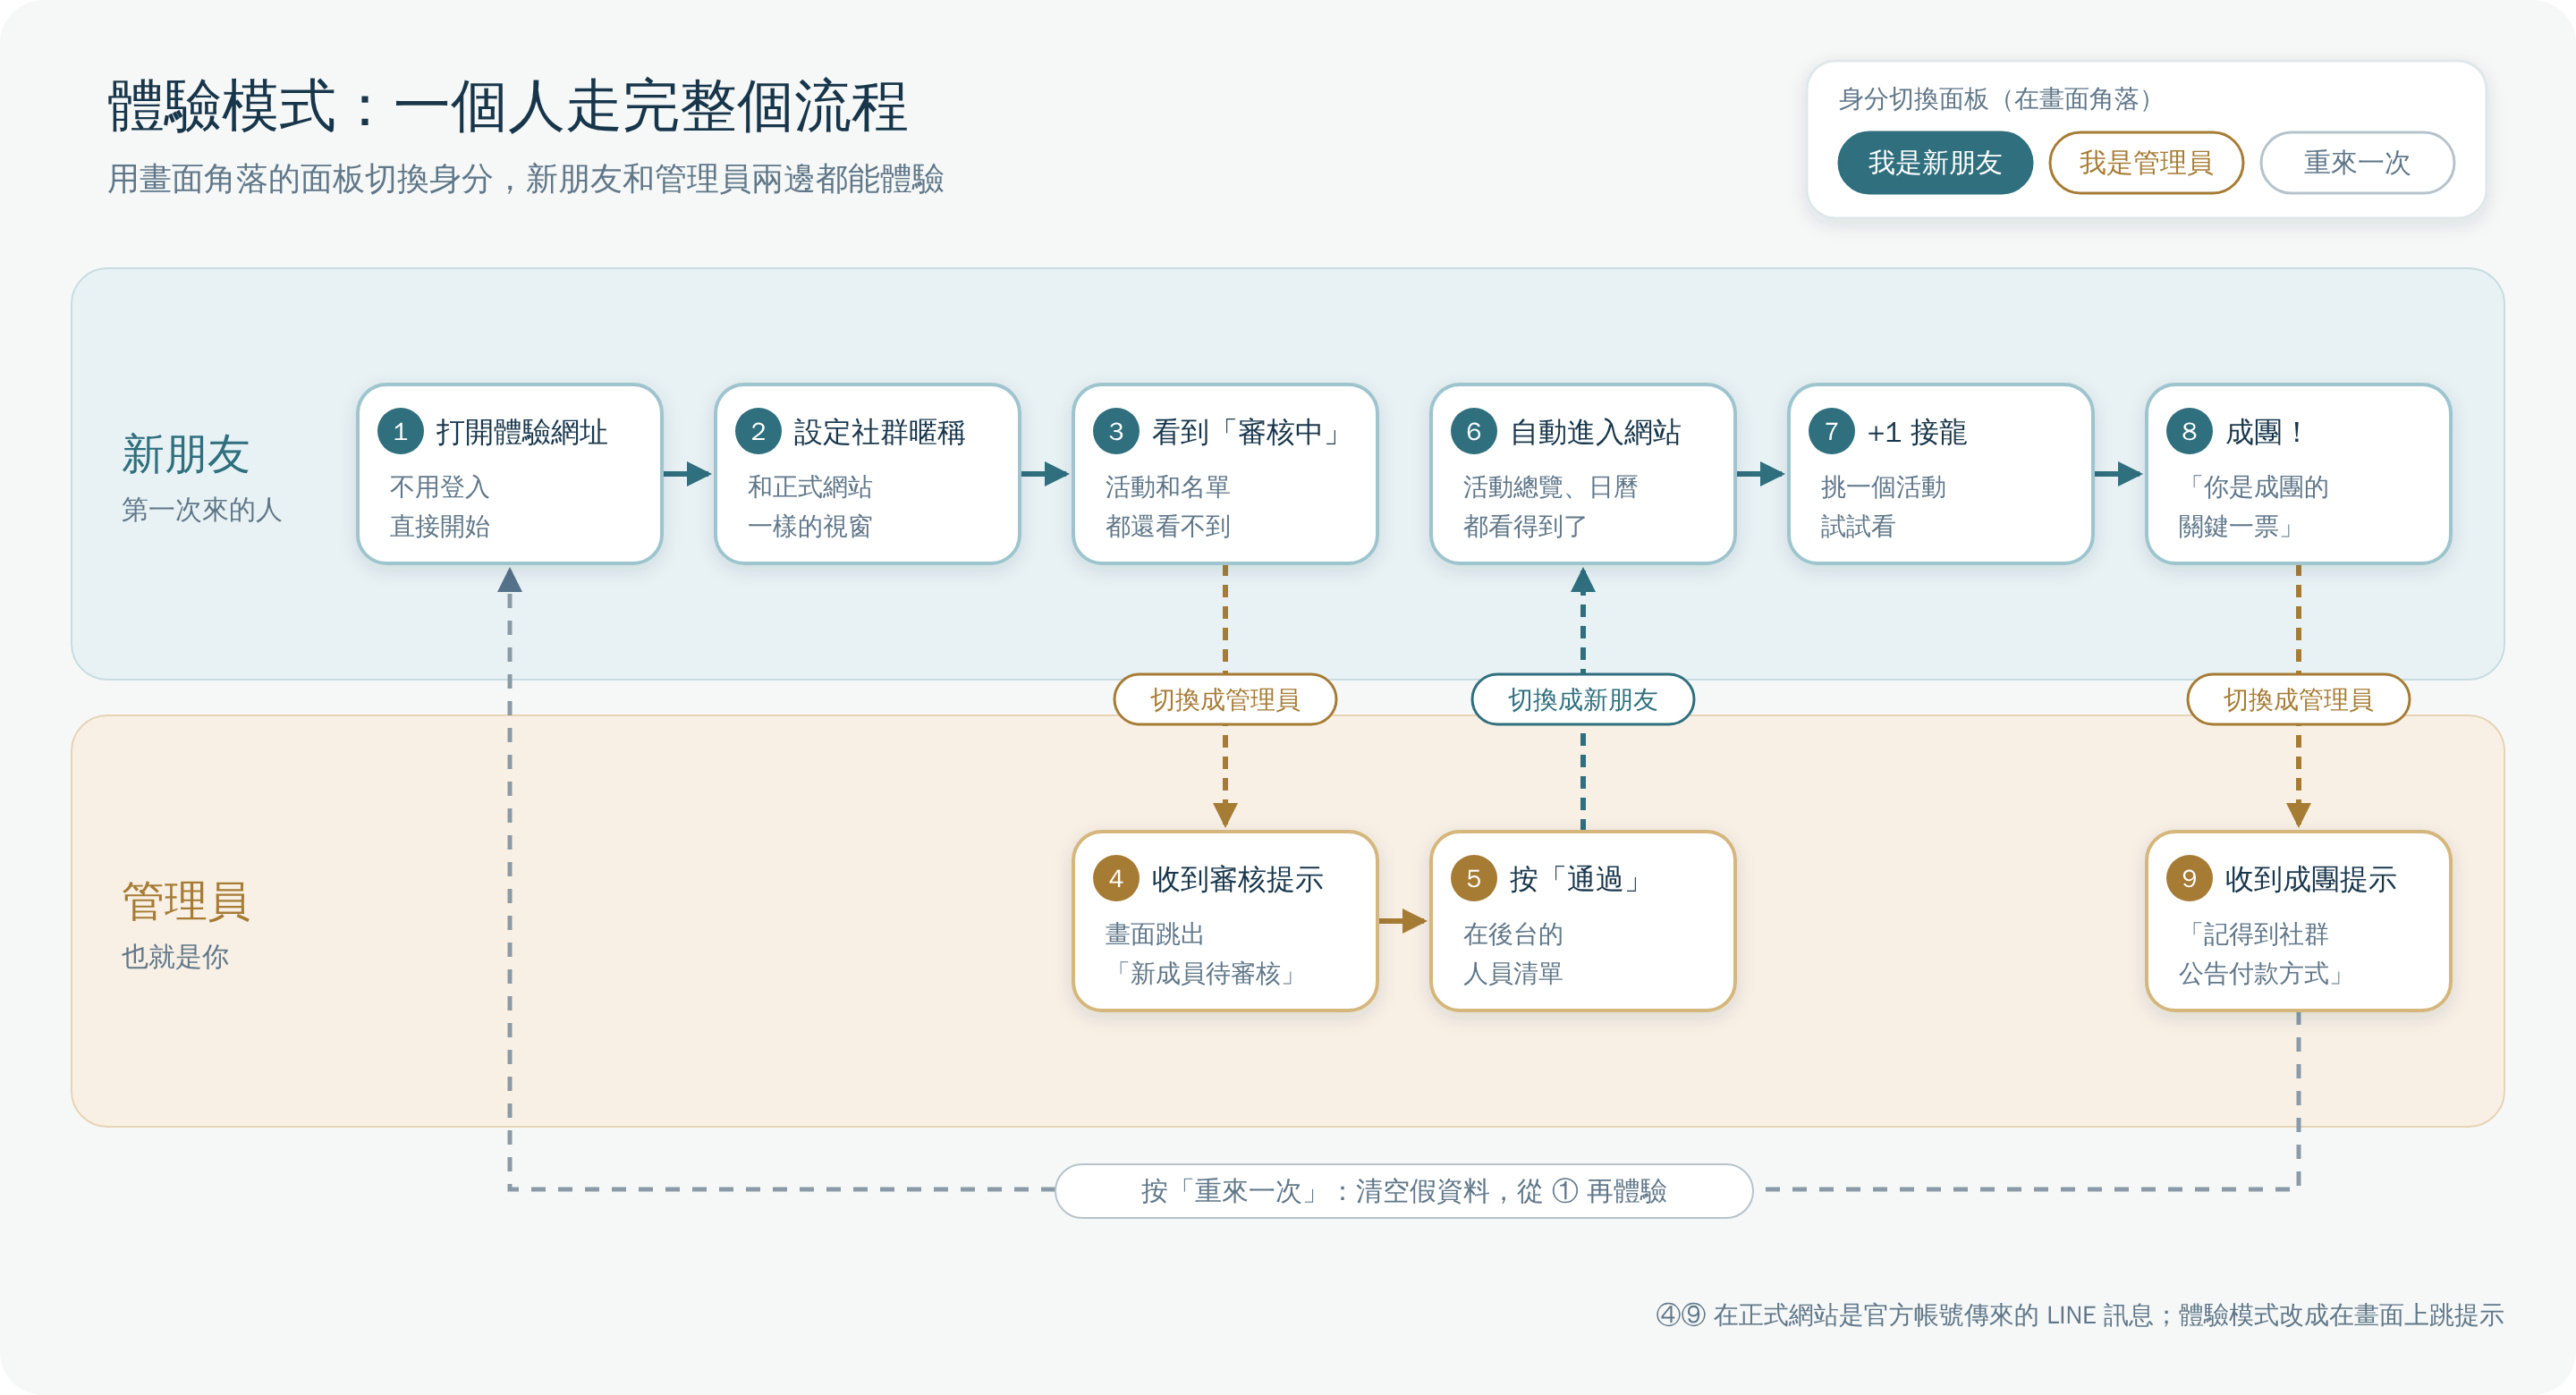 體驗模式：一個人走完整個流程
用畫面角落的面板切換身分，新朋友和管理員兩邊都能體驗
身分切換面板（在畫面角落）
我是新朋友
我是管理員
重來一次
新朋友
第一次來的人
1 打開體驗網址
不用登入
直接開始
2 設定社群暱稱
和正式網站
一樣的視窗
3 看到「審核中」
活動和名單
都還看不到
6 自動進入網站
活動總覽、日曆
都看得到了
7 +1 接龍
挑一個活動
試試看
8 成團！
「你是成團的
關鍵一票」
切換成管理員
切換成新朋友
切換成管理員
管理員
也就是你
4 收到審核提示
畫面跳出
「新成員待審核」
5 按「通過」
在後台的
人員清單
9 收到成團提示
「記得到社群
公告付款方式」
按「重來一次」：清空假資料，從 ① 再體驗
④⑨ 在正式網站是官方帳號傳來的 LINE 訊息；體驗模式改成在畫面上跳提示